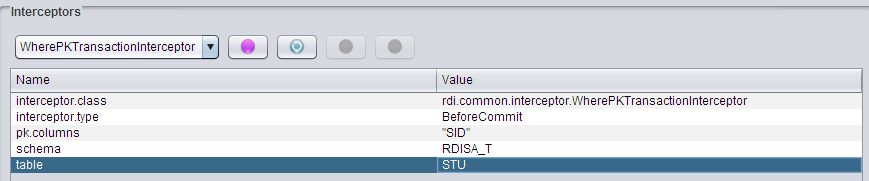 Interceptors
WherePKTransactionInterceptor
Name Value
interceptor.class rdi.common.interceptor.WherePKTransactionInterceptor
interceptor.type BeforeCommit
pk.columns "SID"
schema RDISA_T
table STU